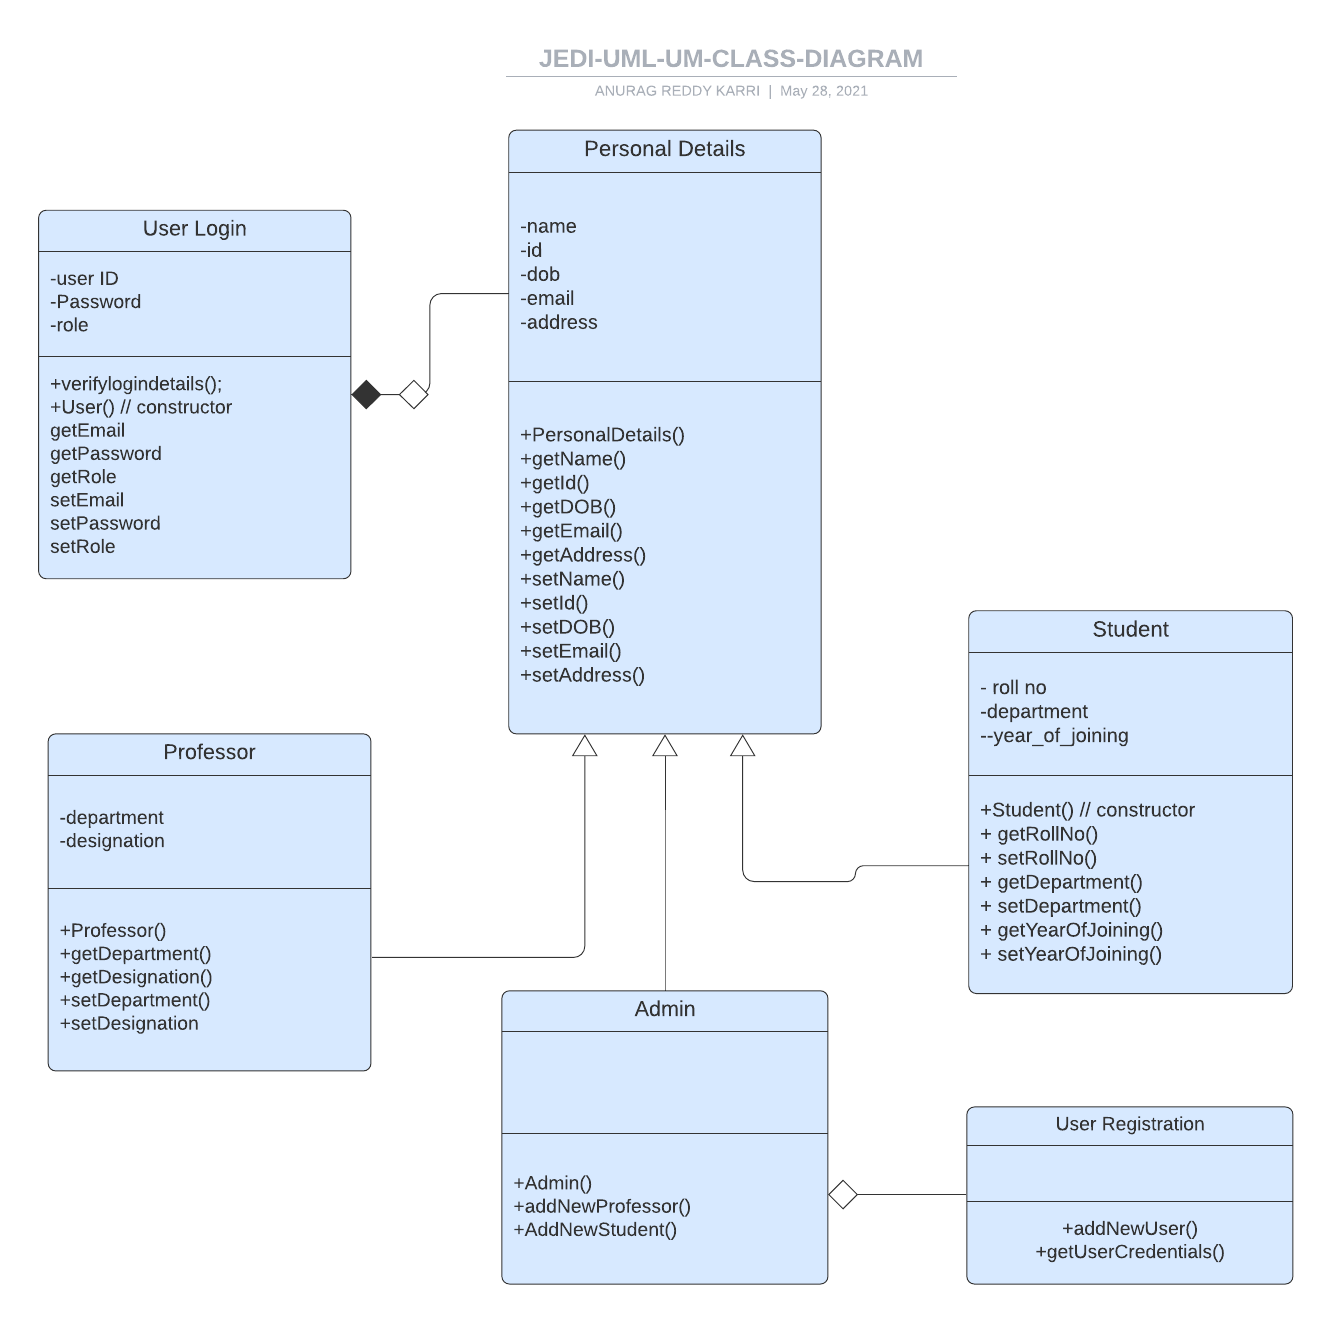 JEDI-UML-UM-CLASS-DIAGRAM
ANURAG REDDY KARRI | May 28, 2021
Personal Details
-name
-id
-dob
-email
-address
+PersonalDetails()
+getName()
+getId()
+getDOB()
+getEmail()
+getAddress()
+setName()
+setId()
+setDOB()
+setEmail()
+setAddress()
User Login
-user ID
-Password
-role
+verifylogindetails();
+User() // constructor
getEmail
getPassword
getRole
setEmail
setPassword
setRole
Student
- roll no
-department
--year_of_joining
+Student() // constructor
+ getRollNo()
+ setRollNo()
+ getDepartment()
+ setDepartment()
+ getYearOfJoining()
+ setYearOfJoining()
Professor
-department
-designation
+Professor()
+getDepartment()
+getDesignation()
+setDepartment()
+setDesignation
Admin
+Admin()
+addNewProfessor()
+AddNewStudent()
User Registration
+addNewUser()
+getUserCredentials()